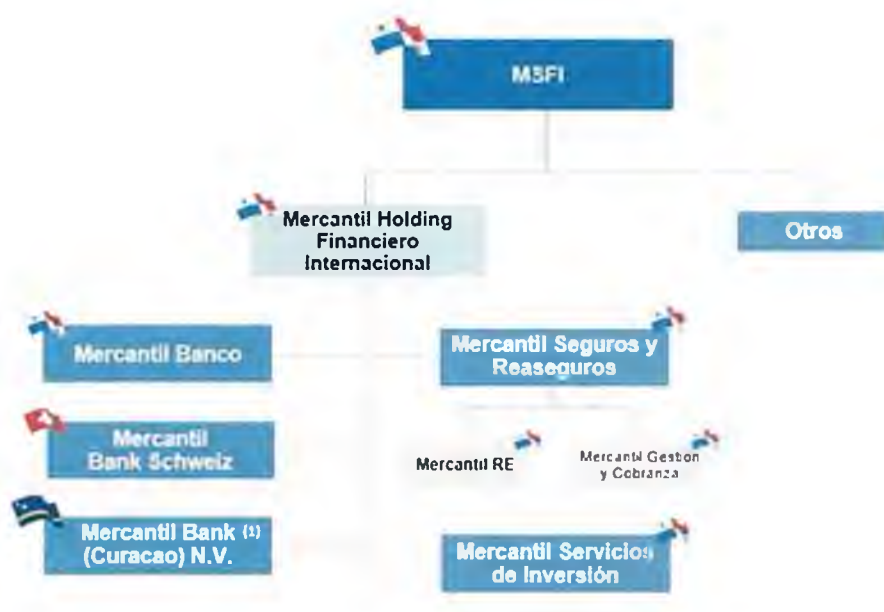 MSFI
Mercantil Holding
Financiero
Internacional
Otros
Mercantil Banco
Mercantil Seguros y
Reaseguros
Mercantil
Bank Schweiz
Mercantil RE
Mercantil Gestion
y Cobranza
Mercantil Bank (1)
(Curacao) N.V.
Mercantil Servicios
de Inversión